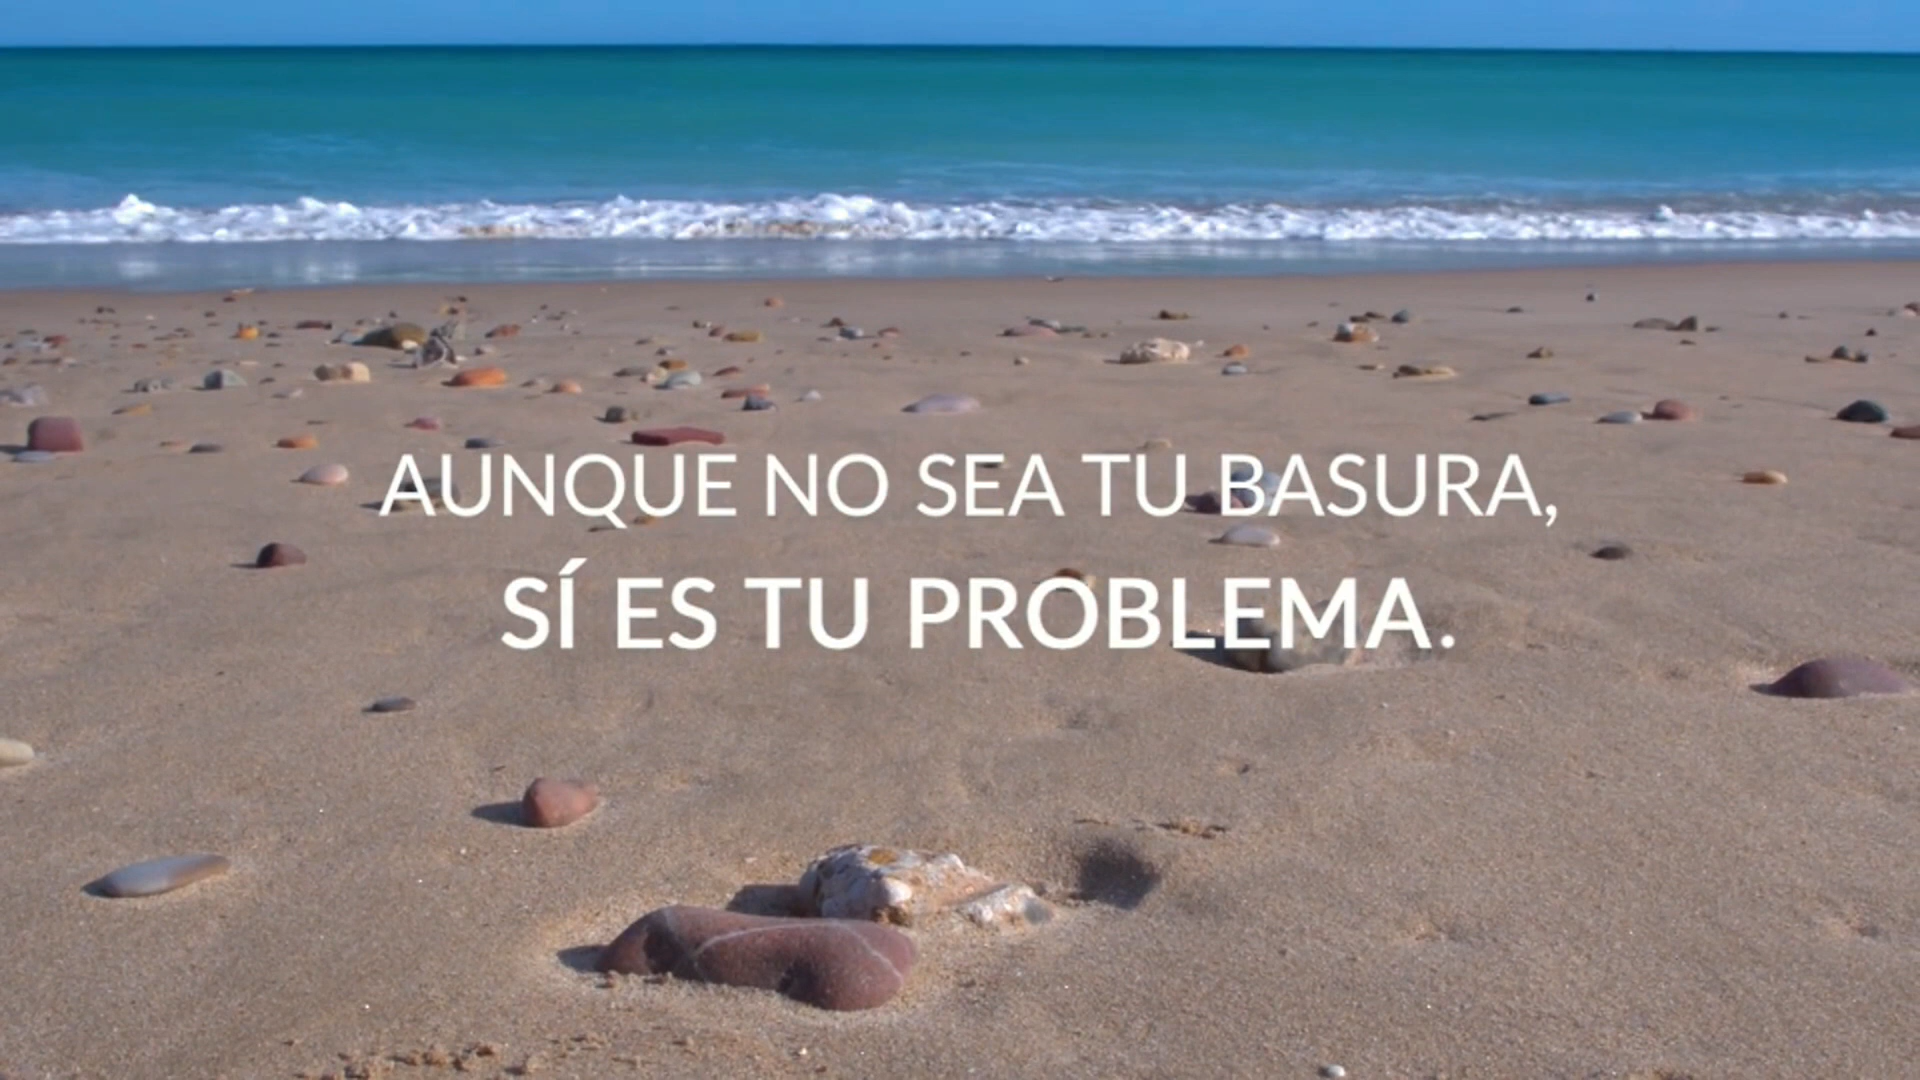 AUNQUE NO SEA TU BASURA,
SÍ ES TU PROBLEMA.